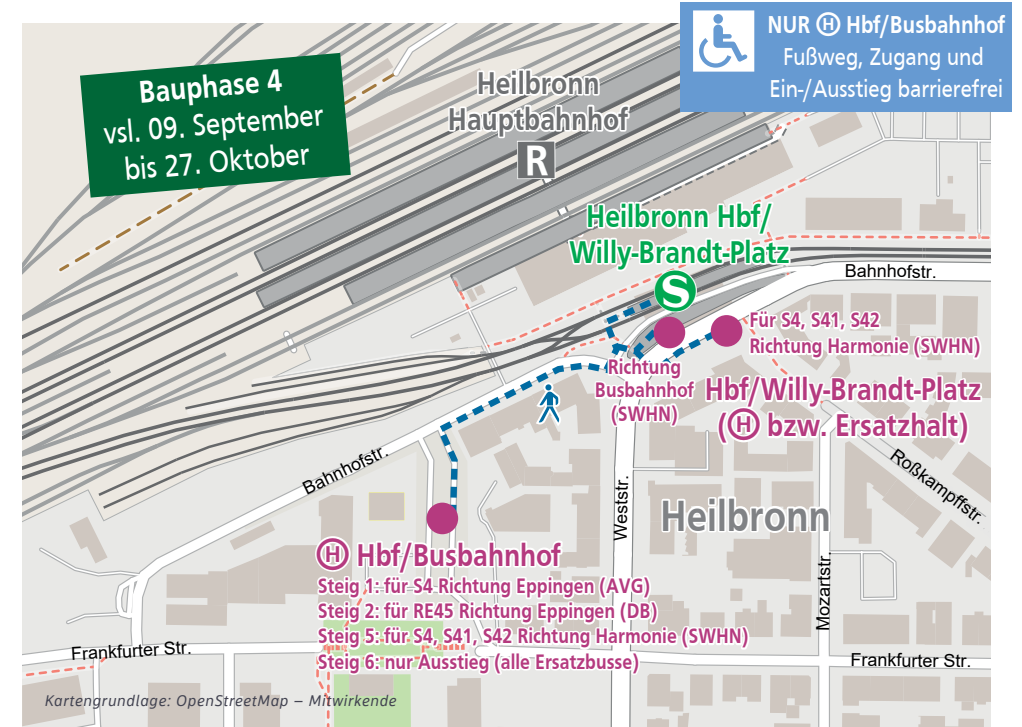 NUR Ⓗ Hbf/Busbahnhof
Fußweg, Zugang und
Ein-/Ausstieg barrierefrei
Bauphase 4
vsl. 09. September
bis 27. Oktober
Heilbronn
Hauptbahnhof
R
Heilbronn Hbf/
Willy-Brandt-Platz
S
Bahnhofstr.
Für S4, S41, S42
Richtung Harmonie (SWHN)
Richtung
Busbahnhof
(SWHN)
Hbf/Willy-Brandt-Platz
(Ⓗ bzw. Ersatzhalt)
Bahnhofstr.
Roßkampffstr.
Weststr.
Heilbronn
Mozartstr.
Ⓗ Hbf/Busbahnhof
Steig 1: für S4 Richtung Eppingen (AVG)
Steig 2: für RE45 Richtung Eppingen (DB)
Steig 5: für S4, S41, S42 Richtung Harmonie (SWHN)
Steig 6: nur Ausstieg (alle Ersatzbusse)
Frankfurter Str.
Frankfurter Str.
Kartengrundlage: OpenStreetMap – Mitwirkende